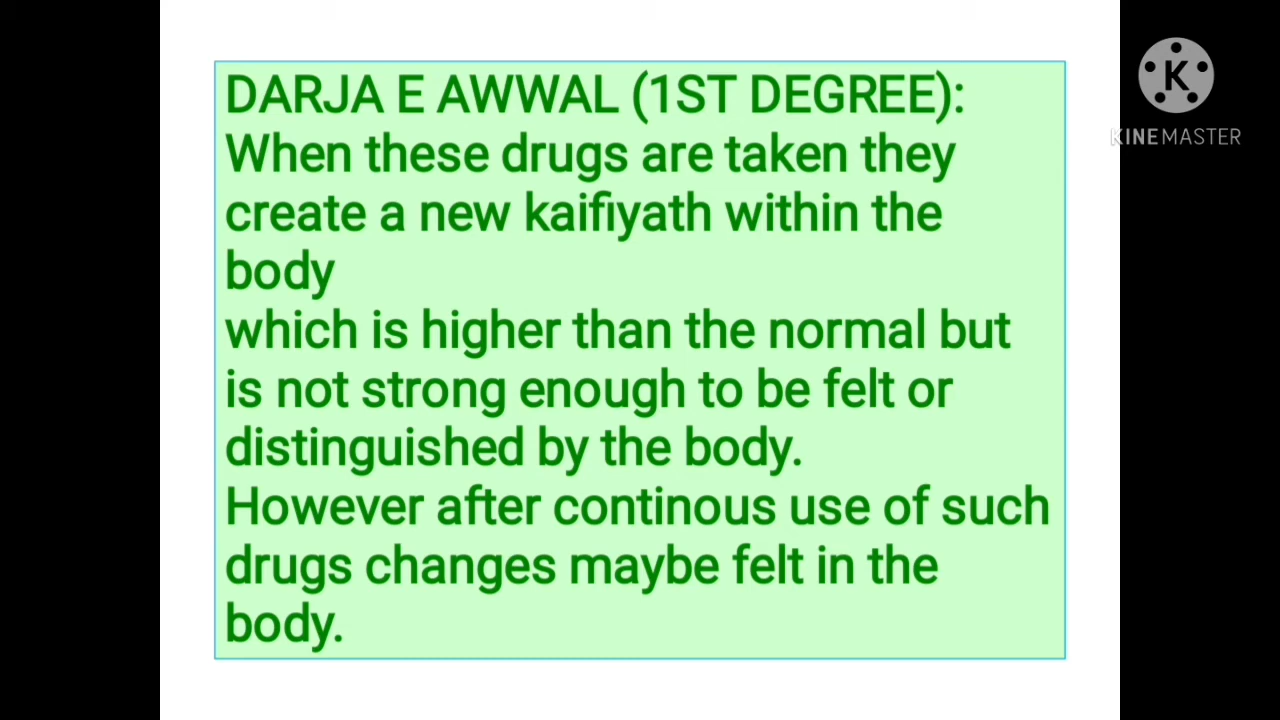 DARJA E AWWAL (1ST DEGREE):
When these drugs are taken they
create a new kaifiyath within the
body
which is higher than the normal but
is not strong enough to be felt or
distinguished by the body.
However after continous use of such
drugs changes maybe felt in the
body.
K
KINEMASTER